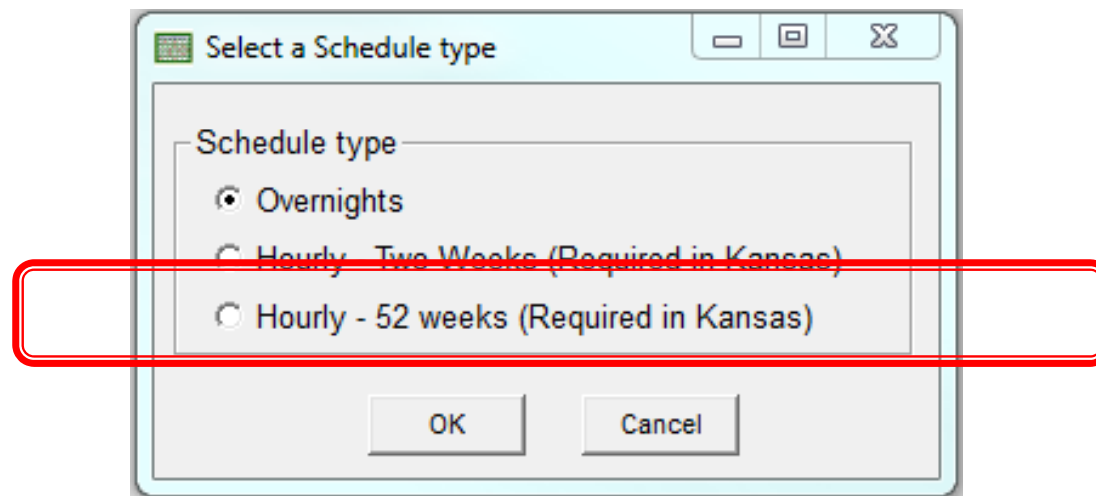 Select a Schedule type
Schedule type
Overnights
Hourly - Two Weeks (Required in Kansas)
Hourly - 52 weeks (Required in Kansas)
OK
Cancel